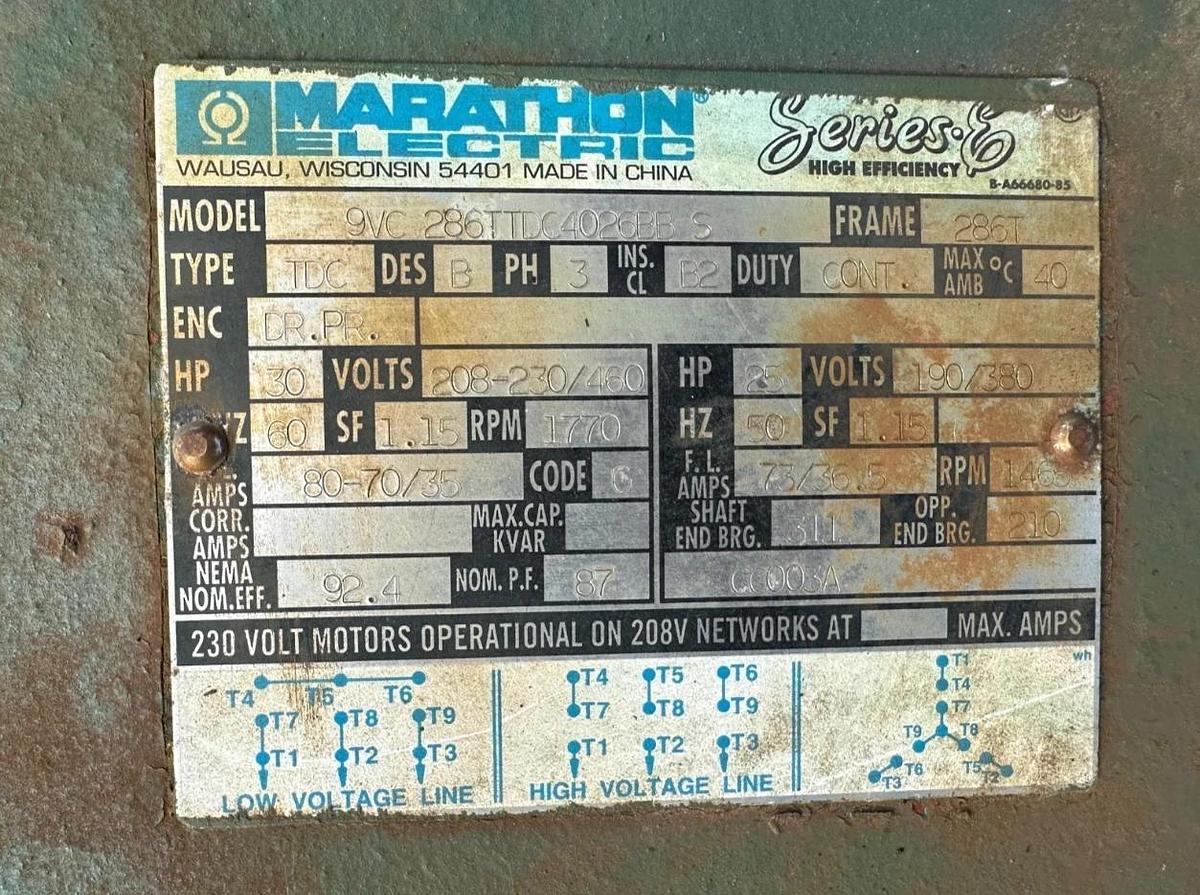 MARATHON®
ELECTRIC
WAUSAU, WISCONSIN 54401 MADE IN CHINA
Series·E
HIGH EFFICIENCY
B-A66680-85
MODEL 9VC 286TTDC4026BB S FRAME 286T
TYPE TDC DES B PH 3 INS. CL B2 DUTY CONT. MAX AMB °C 40
ENC DR.PR.
HP 30 VOLTS 208-230/460 HP 25 VOLTS 190/380
HZ 60 SF 1.15 RPM 1770 HZ 50 SF 1.15
AMPS 80-70/35 CODE G F.L. AMPS 73/36.5 RPM
CORR. AMPS MAX.CAP. KVAR SHAFT END BRG. 311 OPP. END BRG. 210
NEMA NOM.EFF. 92.4 NOM. P.F. 87 CC003A
230 VOLT MOTORS OPERATIONAL ON 208V NETWORKS AT MAX. AMPS
wh
T4 T5 T6
T7 T8 T9
T1 T2 T3
LOW VOLTAGE LINE
T4 T5 T6
T7 T8 T9
T1 T2 T3
HIGH VOLTAGE LINE
T1
T4
T7
T9 T8
T6 T5
T3 T2